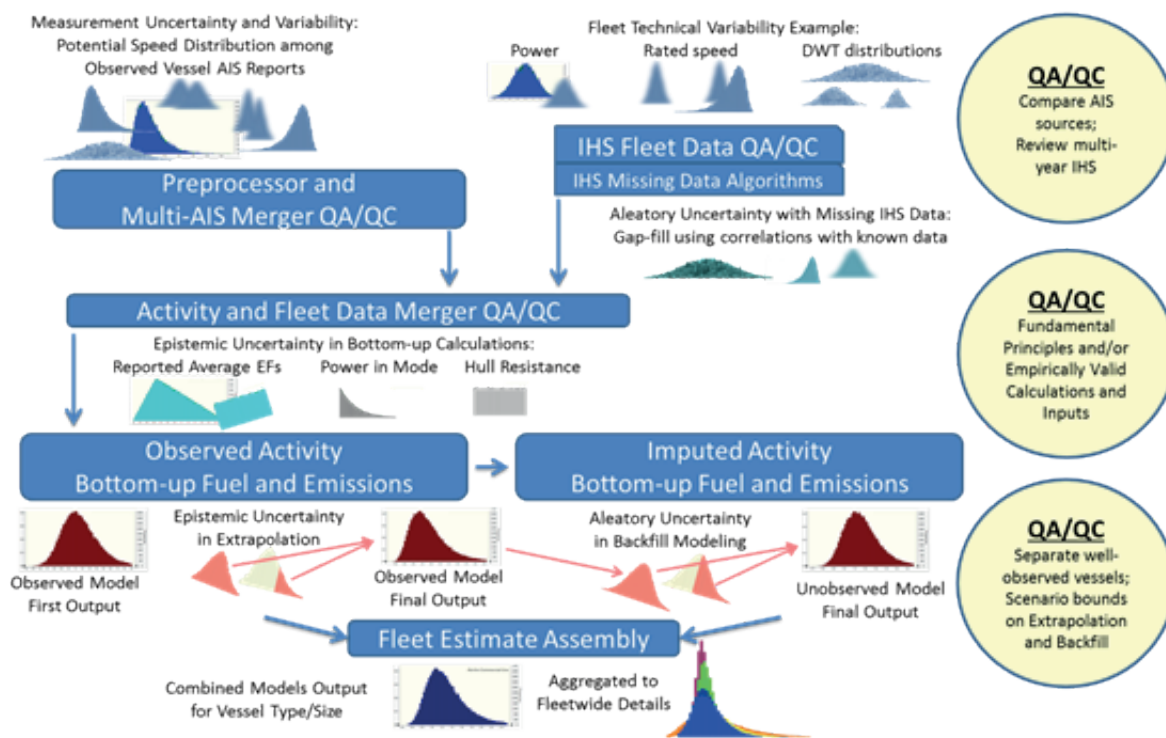 Measurement Uncertainty and Variability:
Potential Speed Distribution among
Observed Vessel AIS Reports
Fleet Technical Variability Example:
Power
Rated speed
DWT distributions
QA/QC
Compare AIS
sources;
Review multi-
year IHS
IHS Fleet Data QA/QC
IHS Missing Data Algorithms
Preprocessor and
Multi-AIS Merger QA/QC
Aleatory Uncertainty with Missing IHS Data:
Gap-fill using correlations with known data
Activity and Fleet Data Merger QA/QC
QA/QC
Fundamental
Principles and/or
Empirically Valid
Calculations and
Inputs
Epistemic Uncertainty in Bottom-up Calculations:
Reported Average EFs
Power in Mode
Hull Resistance
Observed Activity
Bottom-up Fuel and Emissions
Imputed Activity
Bottom-up Fuel and Emissions
Epistemic Uncertainty
in Extrapolation
Aleatory Uncertainty
in Backfill Modeling
Observed Model
First Output
Observed Model
Final Output
Unobserved Model
Final Output
QA/QC
Separate well-
observed vessels;
Scenario bounds
on Extrapolation
and Backfill
Fleet Estimate Assembly
Combined Models Output
for Vessel Type/Size
Aggregated to
Fleetwide Details